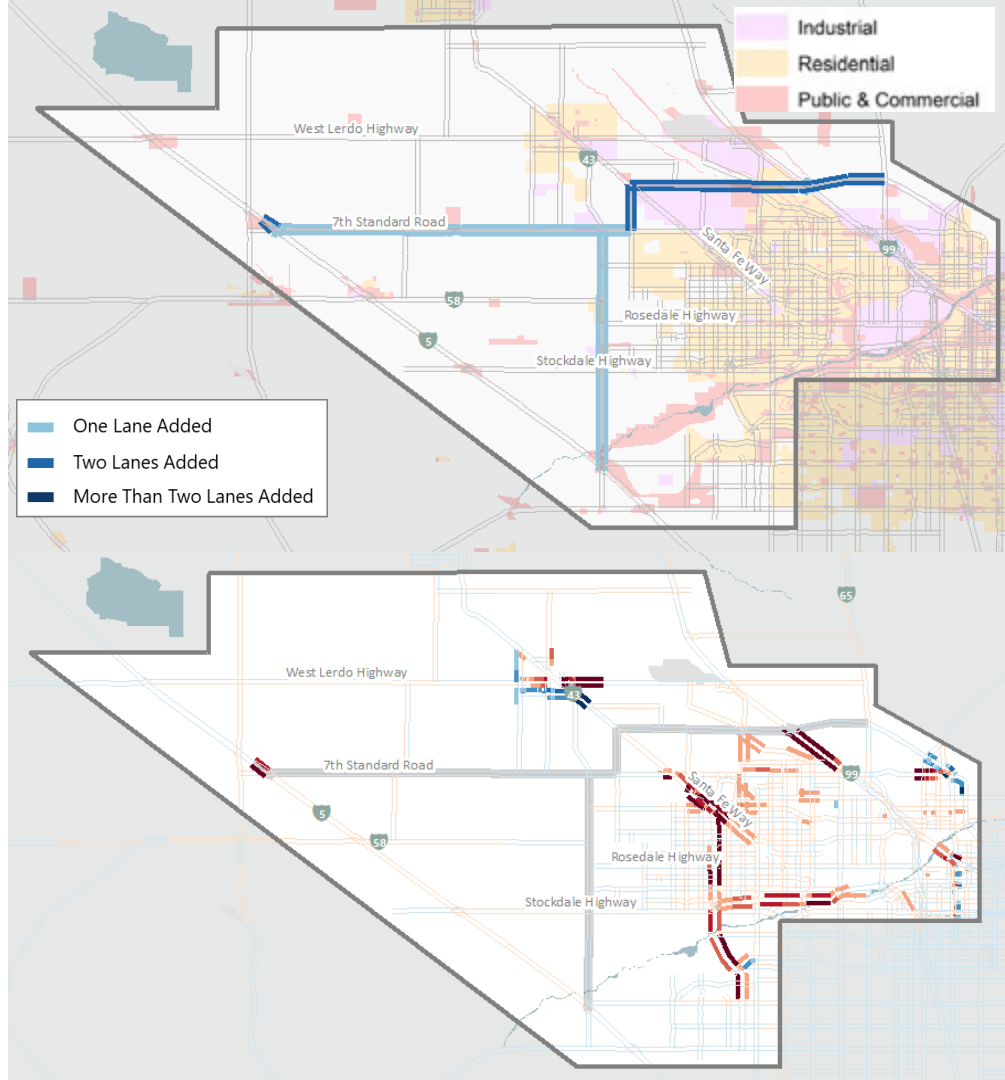 Industrial
Residential
Public & Commercial
West Lerdo Highway
43
7th Standard Road
Santa Fe Way
99
58
Rosedale Highway
5
Stockdale Highway
One Lane Added
Two Lanes Added
More Than Two Lanes Added
65
West Lerdo Highway
43
7th Standard Road
99
Santa Fe Way
5
58
Rosedale Highway
Stockdale Highway